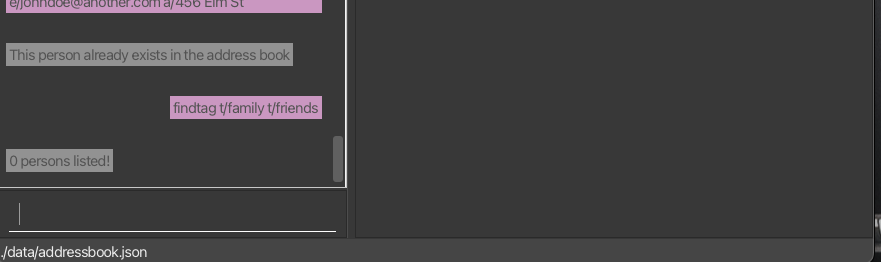 e/johndoe@another.com a/456 Elm St
This person already exists in the address book
findtag t/family t/friends
0 persons listed!
./data/addressbook.json